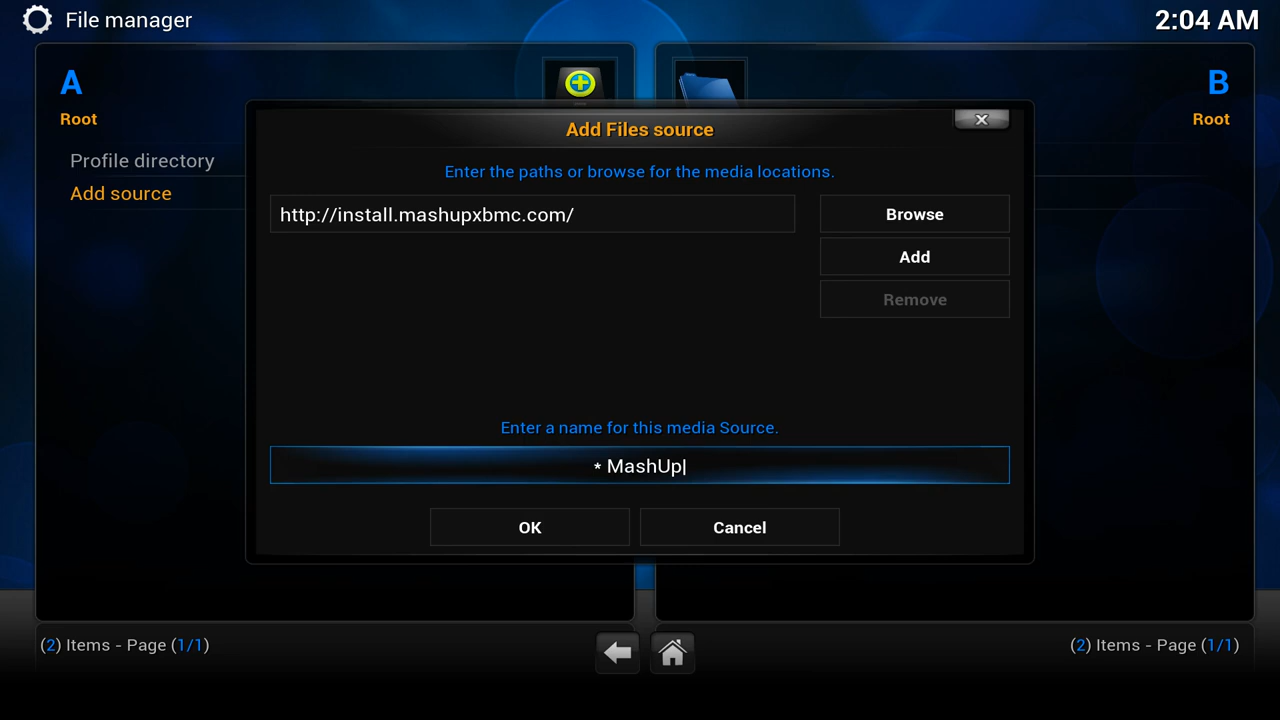 File manager
2:04 AM
A
B
Root
Root
Profile directory
Add source
Add Files source
Enter the paths or browse for the media locations.
http://install.mashupxbmc.com/
Browse
Add
Remove
Enter a name for this media Source.
* MashUp|
OK
Cancel
(2) Items - Page (1/1)
(2) Items - Page (1/1)